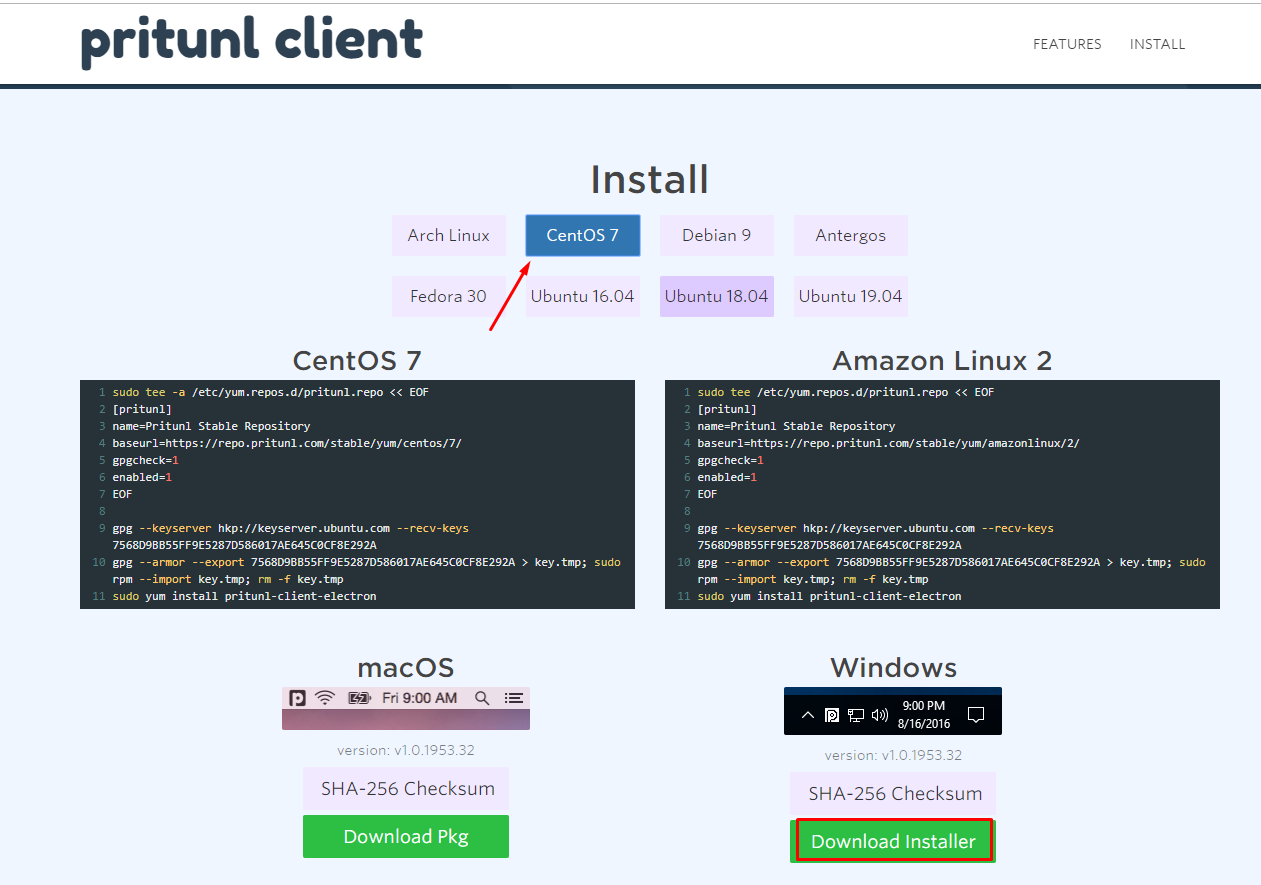 pritunl client
FEATURES INSTALL
Install
Arch Linux CentOS 7 Debian 9 Antergos
Fedora 30 Ubuntu 16.04 Ubuntu 18.04 Ubuntu 19.04
CentOS 7
1 sudo tee -a /etc/yum.repos.d/pritunl.repo << EOF
2 [pritunl]
3 name=Pritunl Stable Repository
4 baseurl=https://repo.pritunl.com/stable/yum/centos/7/
5 gpgcheck=1
6 enabled=1
7 EOF
8
9 gpg --keyserver hkp://keyserver.ubuntu.com --recv-keys
7568D9BB55FF9E5287D586017AE645C0CF8E292A
10 gpg --armor --export 7568D9BB55FF9E5287D586017AE645C0CF8E292A > key.tmp; sudo
rpm --import key.tmp; rm -f key.tmp
11 sudo yum install pritunl-client-electron
Amazon Linux 2
1 sudo tee /etc/yum.repos.d/pritunl.repo << EOF
2 [pritunl]
3 name=Pritunl Stable Repository
4 baseurl=https://repo.pritunl.com/stable/yum/amazonlinux/2/
5 gpgcheck=1
6 enabled=1
7 EOF
8
9 gpg --keyserver hkp://keyserver.ubuntu.com --recv-keys
7568D9BB55FF9E5287D586017AE645C0CF8E292A
10 gpg --armor --export 7568D9BB55FF9E5287D586017AE645C0CF8E292A > key.tmp; sudo
rpm --import key.tmp; rm -f key.tmp
11 sudo yum install pritunl-client-electron
macOS
Fri 9:00 AM
version: v1.0.1953.32
SHA-256 Checksum
Download Pkg
Windows
9:00 PM
8/16/2016
version: v1.0.1953.32
SHA-256 Checksum
Download Installer